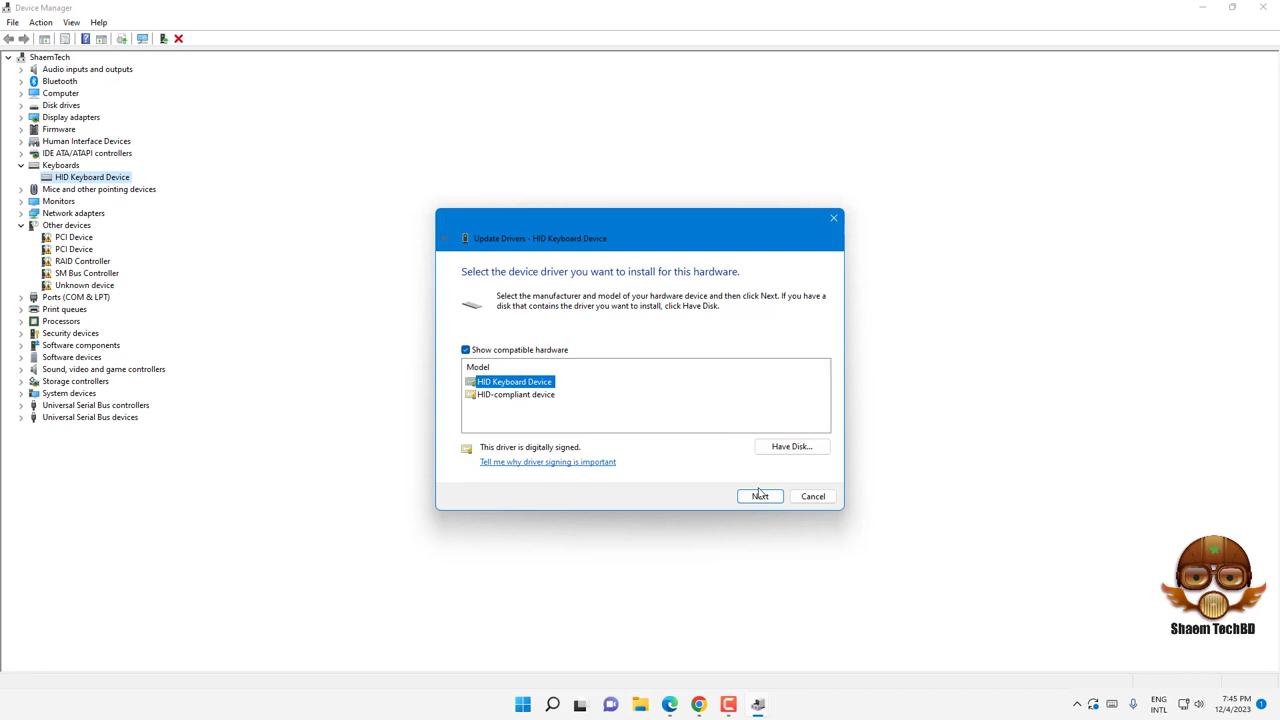 Device Manager
File Action View Help
ShaemTech
Audio inputs and outputs
Bluetooth
Computer
Disk drives
Display adapters
Firmware
Human Interface Devices
IDE ATA/ATAPI controllers
Keyboards
HID Keyboard Device
Mice and other pointing devices
Monitors
Network adapters
Other devices
PCI Device
PCI Device
RAID Controller
SM Bus Controller
Unknown device
Ports (COM & LPT)
Print queues
Processors
Security devices
Software components
Software devices
Sound, video and game controllers
Storage controllers
System devices
Universal Serial Bus controllers
Universal Serial Bus devices
Update Drivers - HID Keyboard Device
Select the device driver you want to install for this hardware.
Select the manufacturer and model of your hardware device and then click Next. If you have a
disk that contains the driver you want to install, click Have Disk.
Show compatible hardware
Model
HID Keyboard Device
HID-compliant device
This driver is digitally signed.
Have Disk...
Tell me why driver signing is important
Next Cancel
Shaem TechBD
ENG
INTL
7:45 PM
12/4/2023
1